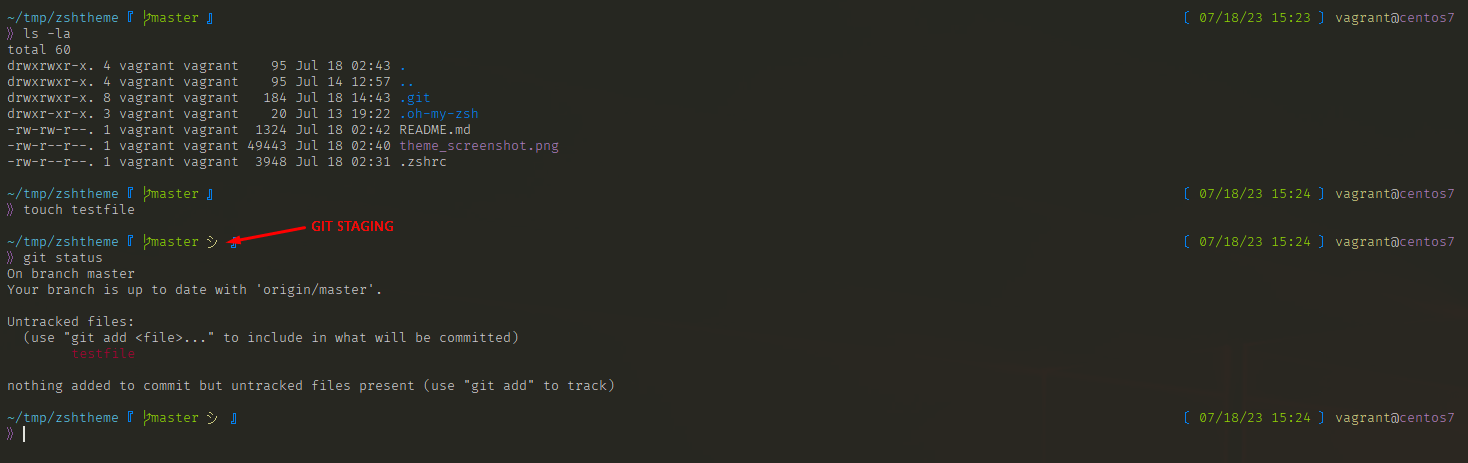 ~/tmp/zshtheme『 master 』 [ 07/18/23 15:23 ] vagrant@centos7
》ls -la
total 60
drwxrwxr-x. 4 vagrant vagrant    95 Jul 18 02:43 .
drwxrwxr-x. 4 vagrant vagrant    95 Jul 14 12:57 ..
drwxrwxr-x. 8 vagrant vagrant   184 Jul 18 14:43 .git
drwxr-xr-x. 3 vagrant vagrant    20 Jul 13 19:22 .oh-my-zsh
-rw-rw-r--. 1 vagrant vagrant  1324 Jul 18 02:42 README.md
-rw-r--r--. 1 vagrant vagrant 49443 Jul 18 02:40 theme_screenshot.png
-rw-r--r--. 1 vagrant vagrant  3948 Jul 18 02:31 .zshrc
~/tmp/zshtheme『 master 』 [ 07/18/23 15:24 ] vagrant@centos7
》touch testfile
GIT STAGING
~/tmp/zshtheme『 master シ 』 [ 07/18/23 15:24 ] vagrant@centos7
》git status
On branch master
Your branch is up to date with 'origin/master'.
Untracked files:
  (use "git add <file>..." to include in what will be committed)
        testfile
nothing added to commit but untracked files present (use "git add" to track)
~/tmp/zshtheme『 master シ 』 [ 07/18/23 15:24 ] vagrant@centos7
》